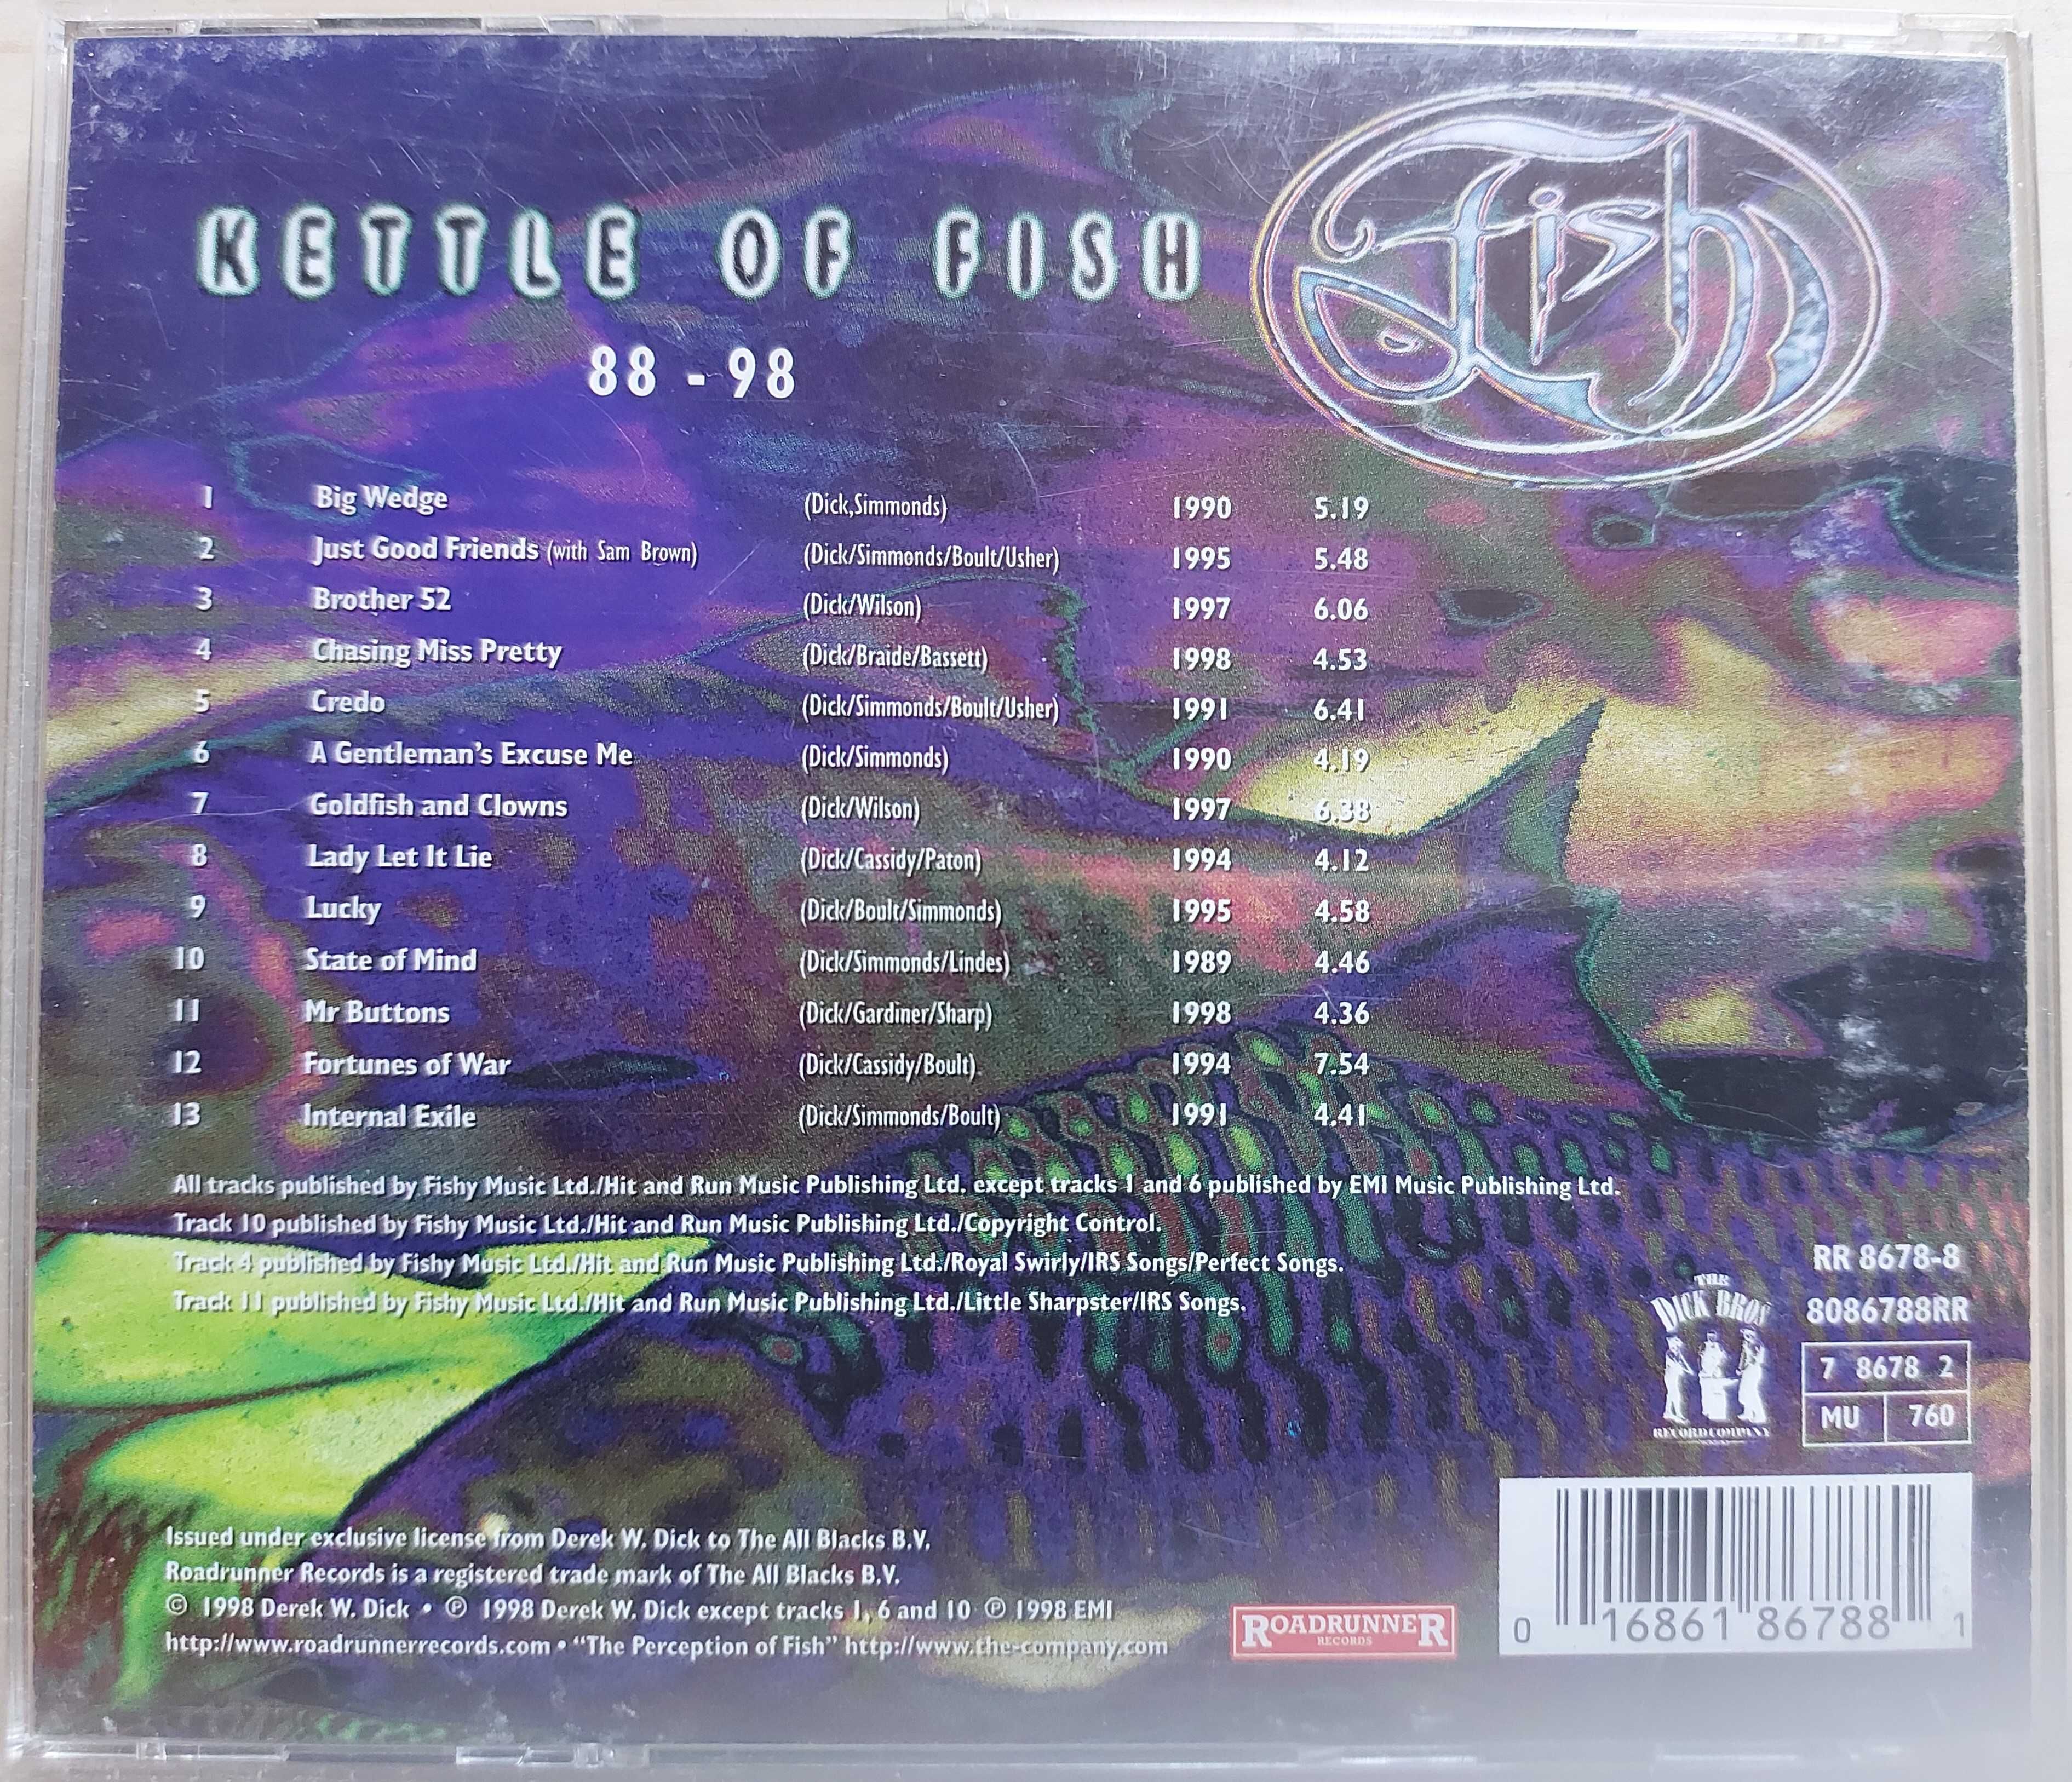 KETTLE OF FISH
Fish
88 - 98
1 Big Wedge (Dick,Simmonds) 1990 5.19
2 Just Good Friends (with Sam Brown) (Dick/Simmonds/Boult/Usher) 1995 5.48
3 Brother 52 (Dick/Wilson) 1997 6.06
4 Chasing Miss Pretty (Dick/Braide/Bassett) 1998 4.53
5 Credo (Dick/Simmonds/Boult/Usher) 1991 6.41
6 A Gentleman's Excuse Me (Dick/Simmonds) 1990 4.19
7 Goldfish and Clowns (Dick/Wilson) 1997 6.38
8 Lady Let It Lie (Dick/Cassidy/Paton) 1994 4.12
9 Lucky (Dick/Boult/Simmonds) 1995 4.58
10 State of Mind (Dick/Simmonds/Lindes) 1989 4.46
11 Mr Buttons (Dick/Gardiner/Sharp) 1998 4.36
12 Fortunes of War (Dick/Cassidy/Boult). 1994 7.54
13 Internal Exile (Dick/Simmonds/Boult) 1991 4.41
All tracks published by Fishy Music Ltd./Hit and Run Music Publishing Ltd. except tracks 1 and 6 published by EMI Music Publishing Ltd.
Track 10 published by Fishy Music Ltd./Hit and Run Music Publishing Ltd./Copyright Control.
Track 4 published by Fishy Music Ltd./Hit and Run Music Publishing Ltd./Royal Swirly/IRS Songs/Perfect Songs.
Track 11 published by Fishy Music Ltd./Hit and Run Music Publishing Ltd./Little Sharpster/IRS Songs.
RR 8678-8
8086788RR
THE
DICK BROS
RECORD COMPANY
7 8678 2
MU 760
Issued under exclusive license from Derek W. Dick to The All Blacks B.V.
Roadrunner Records is a registered trade mark of The All Blacks B.V.
© 1998 Derek W. Dick • ℗ 1998 Derek W. Dick except tracks 1, 6 and 10 ℗ 1998 EMI
http://www.roadrunnerrecords.com • “The Perception of Fish” http://www.the-company.com
ROADRUNNER
RECORDS
0 16861 86788 1